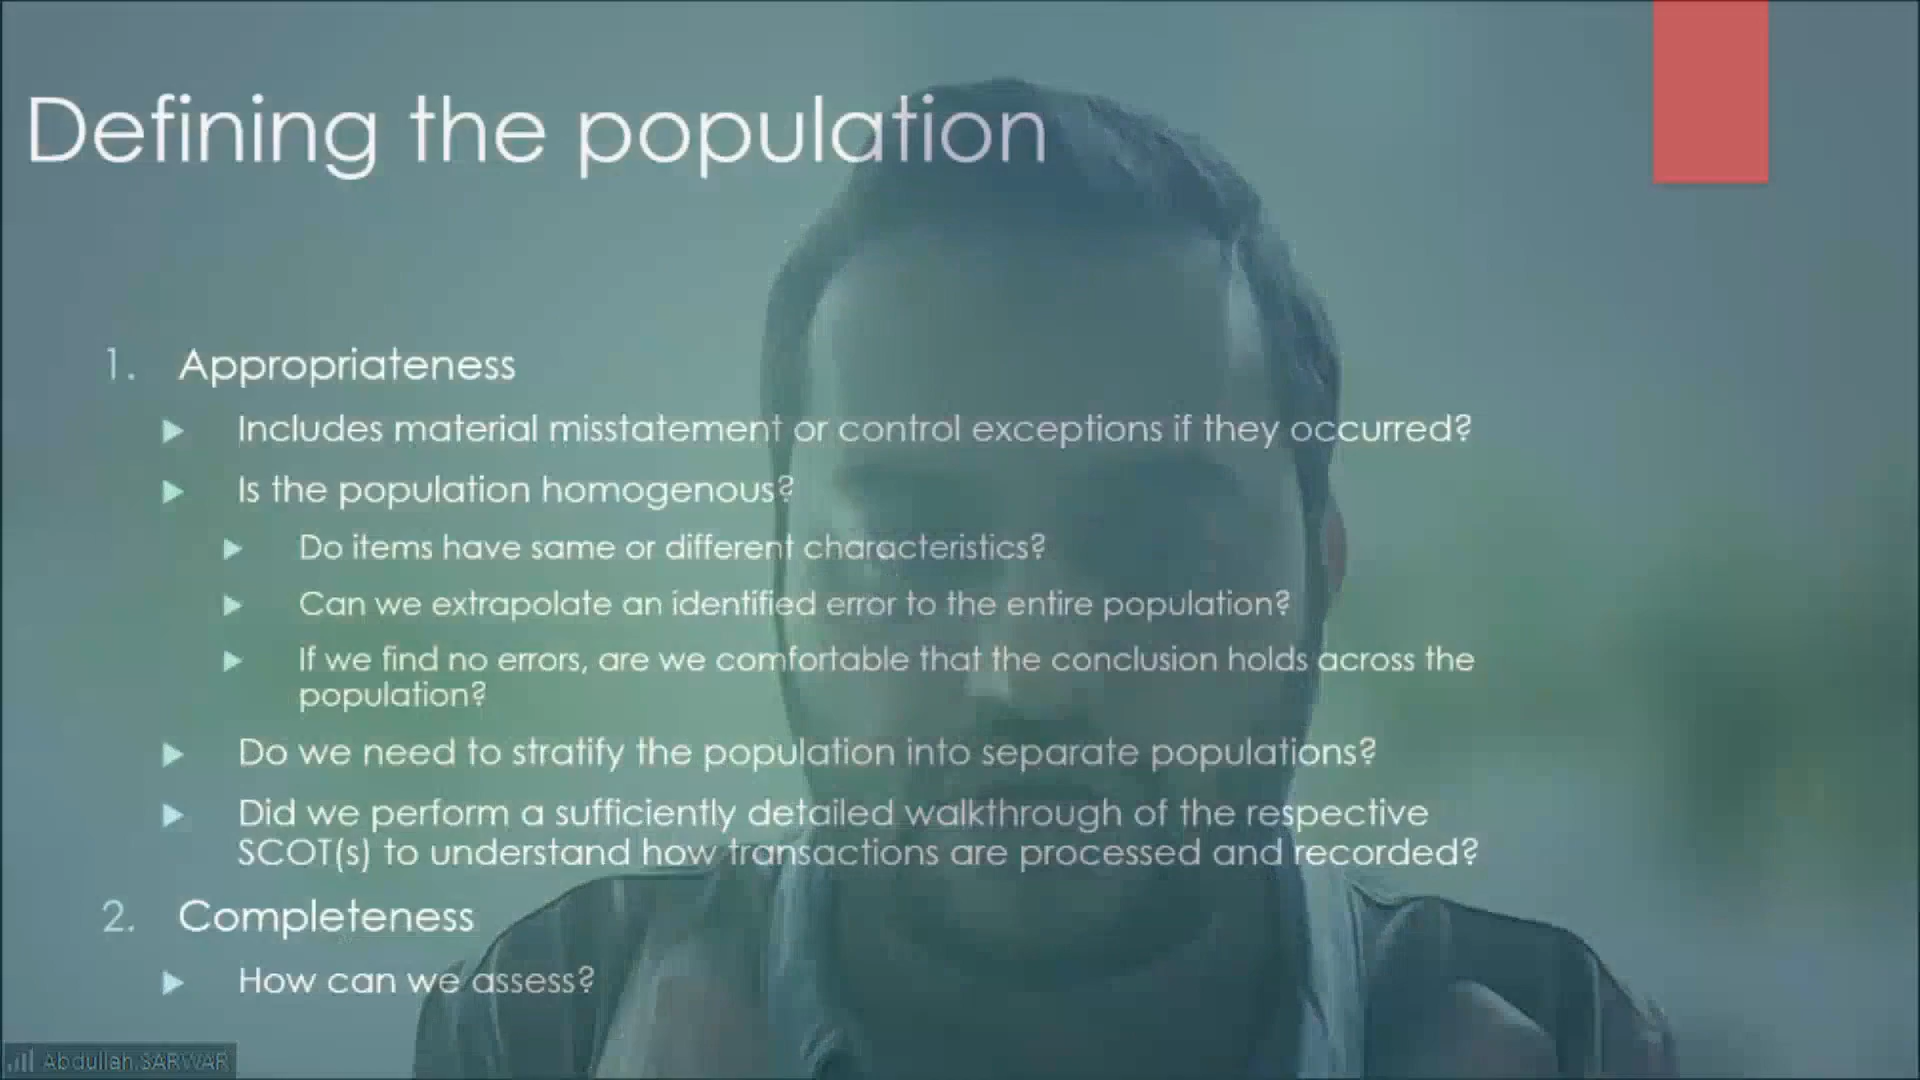 Defining the population
1. Appropriateness
Includes material misstatement or control exceptions if they occurred?
Is the population homogenous?
Do items have same or different characteristics?
Can we extrapolate an identified error to the entire population?
If we find no errors, are we comfortable that the conclusion holds across the
population?
Do we need to stratify the population into separate populations?
Did we perform a sufficiently detailed walkthrough of the respective
SCOT(s) to understand how transactions are processed and recorded?
2. Completeness
How can we assess?
Abdullah SARWAR